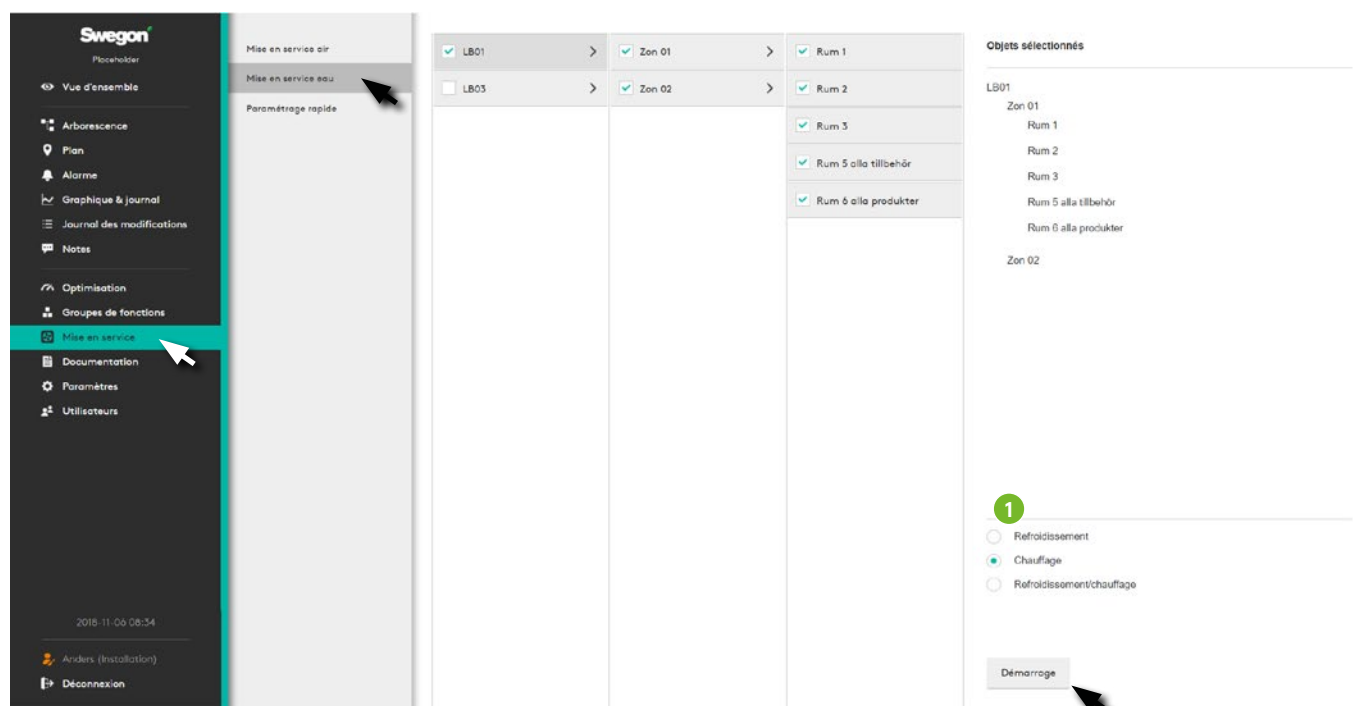 Swegon
Placeholder
Vue d'ensemble
Arborescence
Plan
Alarme
Graphique & journal
Journal des modifications
Notes
Optimisation
Groupes de fonctions
Mise en service
Documentation
Paramètres
Utilisateurs
2018-11-06 08:34
Anders (Installation)
Déconnexion
Mise en service air
Mise en service eau
Paramétrage rapide
LB01
LB03
Zon 01
Zon 02
Rum 1
Rum 2
Rum 3
Rum 5 alla tillbehör
Rum 6 alla produkter
Objets sélectionnés
LB01
Zon 01
Rum 1
Rum 2
Rum 3
Rum 5 alla tillbehör
Rum 6 alla produkter
Zon 02
1
Refroidissement
Chauffage
Refroidissement/chauffage
Démarrage